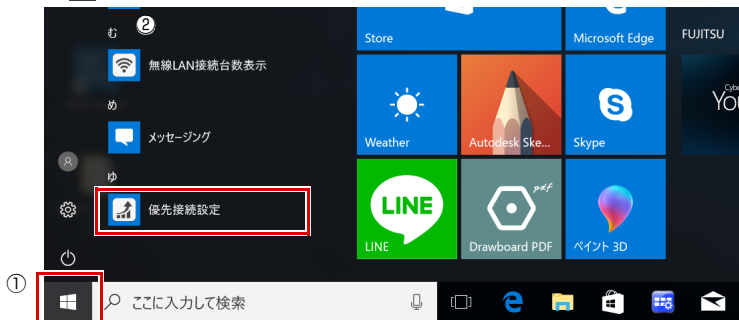 む
②
無線LAN接続台数表示
め
メッセージング
ゆ
優先接続設定
Store
Microsoft Edge
FUJITSU
Weather
Autodesk Ske...
Skype
LINE
LINE
pdf
Drawboard PDF
ペイント 3D
①
ここに入力して検索